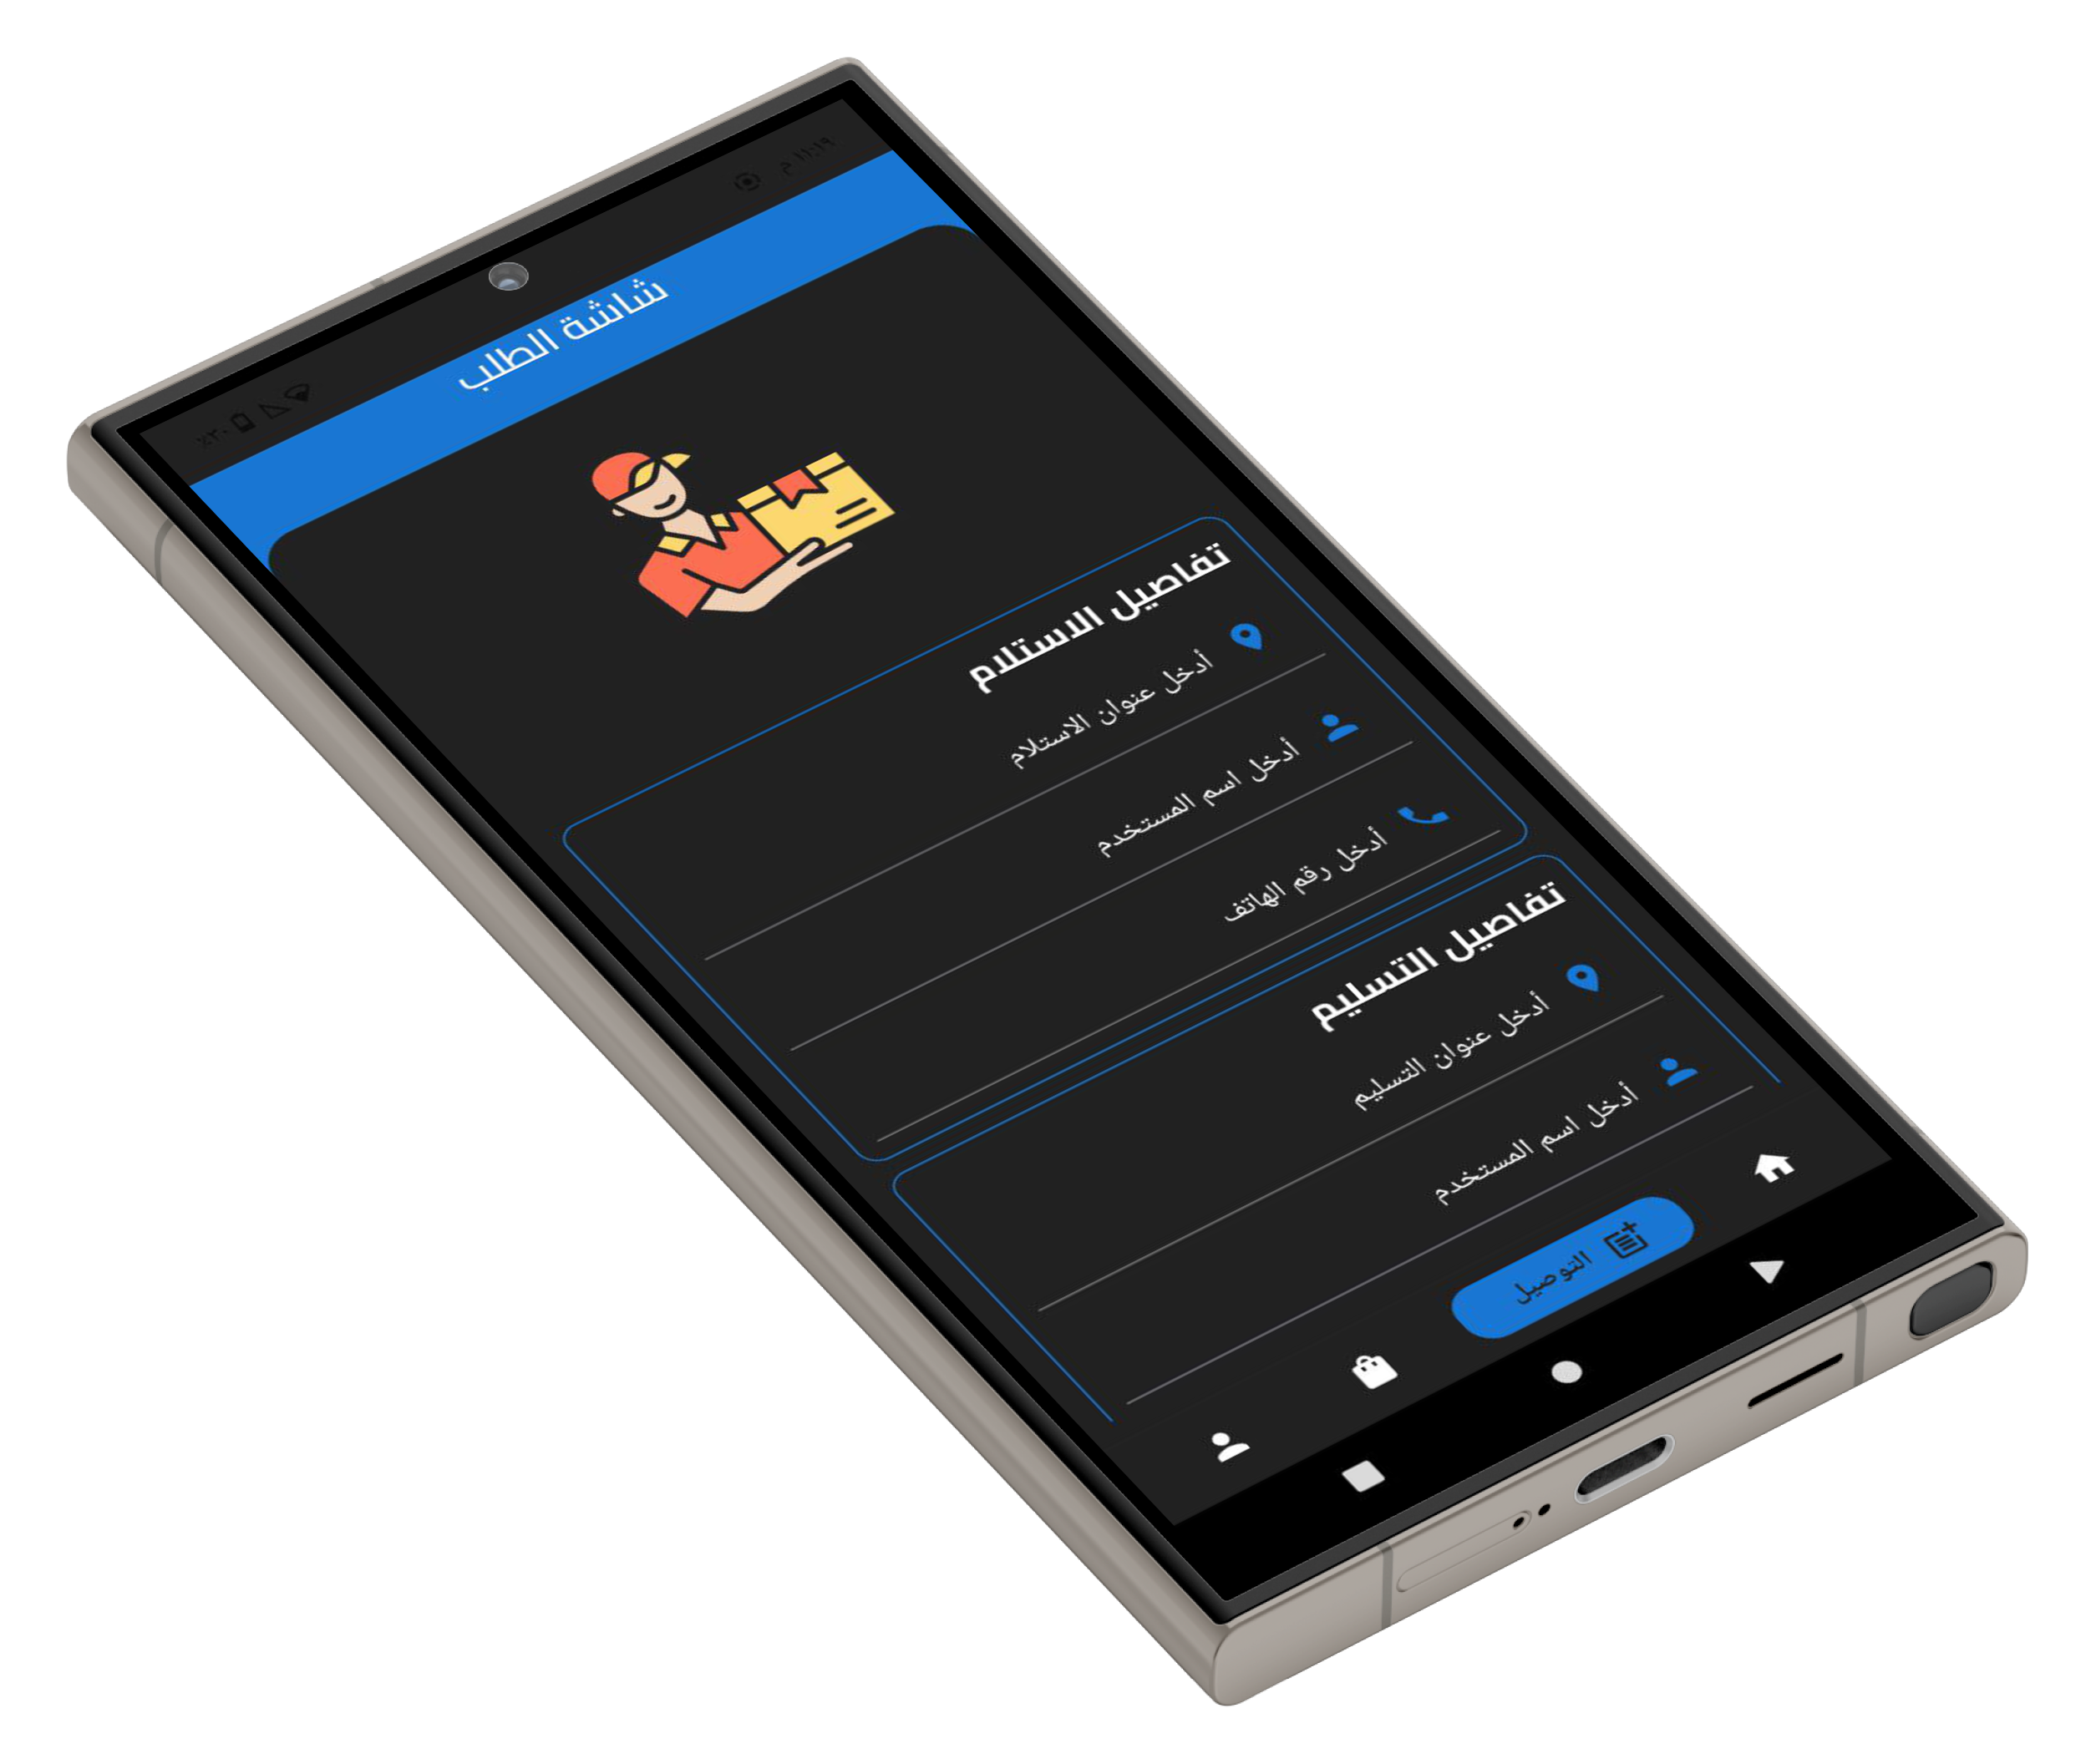 ١١:١٩ م
٪٣٠
شاشة الطلب
تفاصيل الاستلام
أدخل عنوان الاستلام
أدخل اسم المستخدم
أدخل رقم الهاتف
تفاصيل التسليم
أدخل عنوان التسليم
أدخل اسم المستخدم
التوصيل